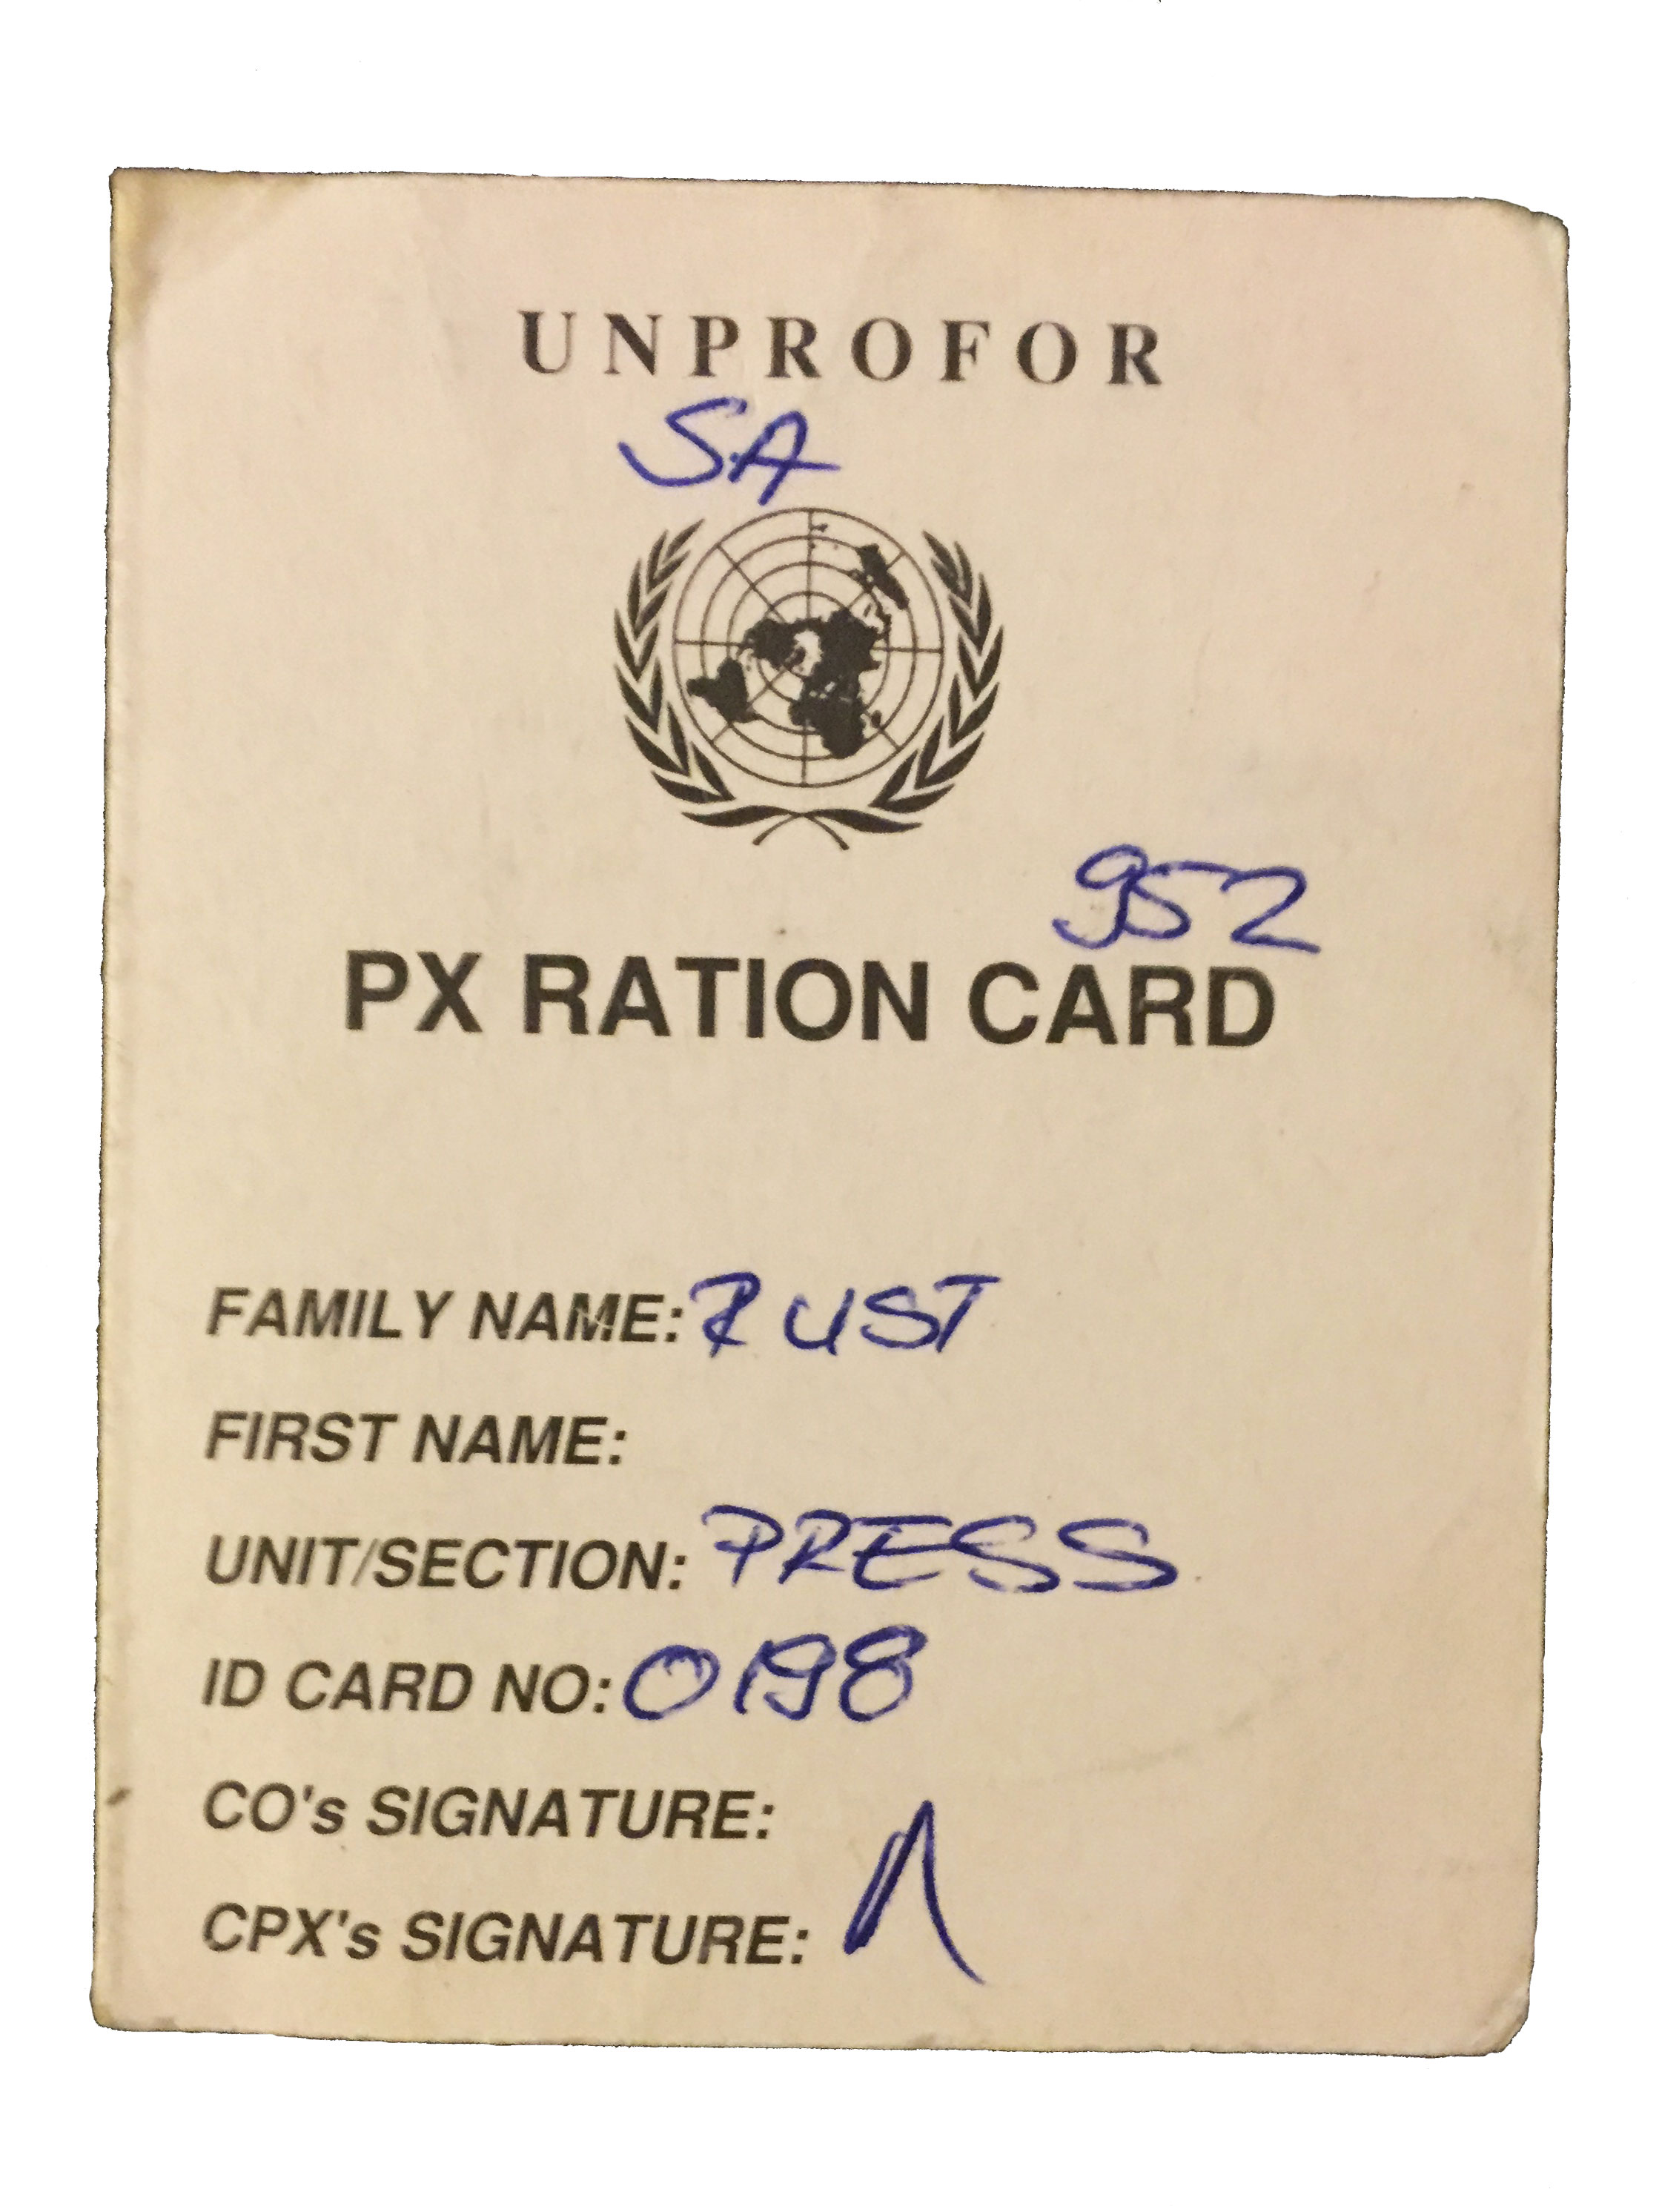 UNPROFOR
SA
952
PX RATION CARD
FAMILY NAME: RUST
FIRST NAME:
UNIT/SECTION: PRESS
ID CARD NO: 0198
CO's SIGNATURE:
CPX's SIGNATURE: